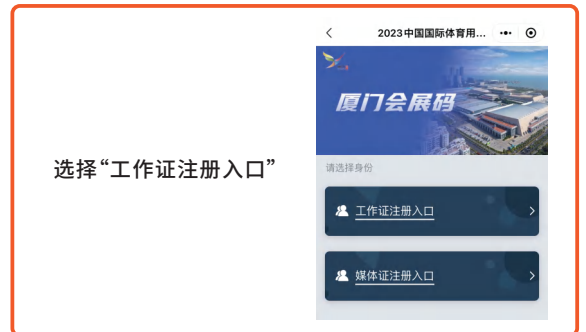 选择“工作证注册入口”
2023中国国际体育用...
厦门会展码
请选择身份
工作证注册入口
媒体证注册入口